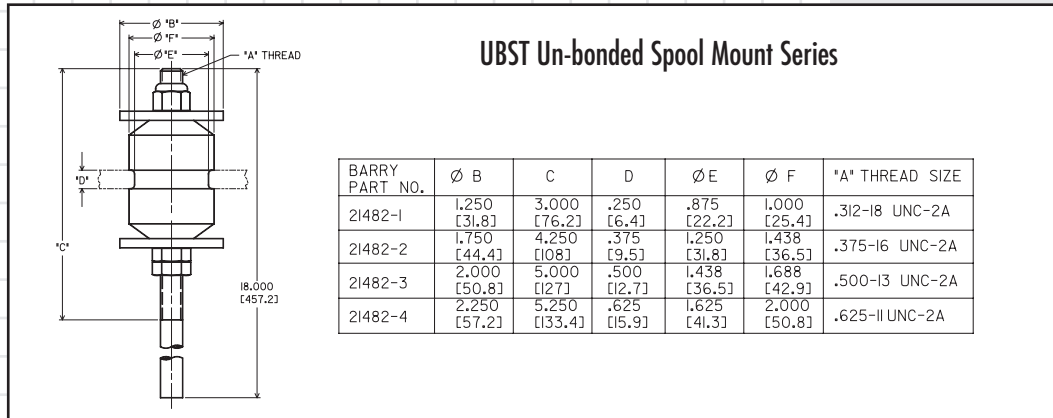 UBST Un-bonded Spool Mount Series
Ø "B"
Ø "F"
Ø "E"
"A" THREAD
"D"
"C"
18.000
[457.2]
BARRY PART NO. Ø B C D Ø E Ø F "A" THREAD SIZE
21482-1 1.250 [31.8] 3.000 [76.2] .250 [6.4] .875 [22.2] 1.000 [25.4] .312-18 UNC-2A
21482-2 1.750 [44.4] 4.250 [108] .375 [9.5] 1.250 [31.8] 1.438 [36.5] .375-16 UNC-2A
21482-3 2.000 [50.8] 5.000 [127] .500 [12.7] 1.438 [36.5] 1.688 [42.9] .500-13 UNC-2A
21482-4 2.250 [57.2] 5.250 [133.4] .625 [15.9] 1.625 [41.3] 2.000 [50.8] .625-11 UNC-2A